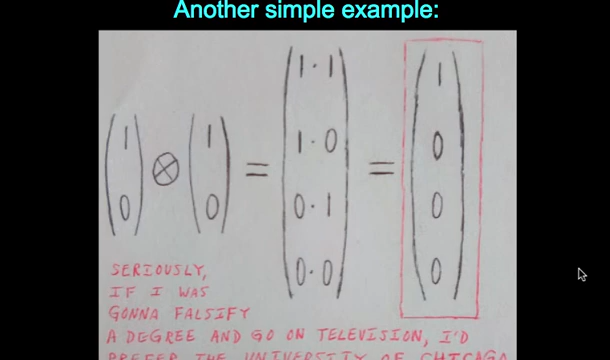 Another simple example:
(1 0) ⊗ (1 0) = (1·1 1·0 0·1 0·0) = (1 0 0 0)
SERIOUSLY,
IF I WAS
GONNA FALSIFY
A DEGREE AND GO ON TELEVISION, I'D
PREFER THE UNIVERSITY OF CHICAGO